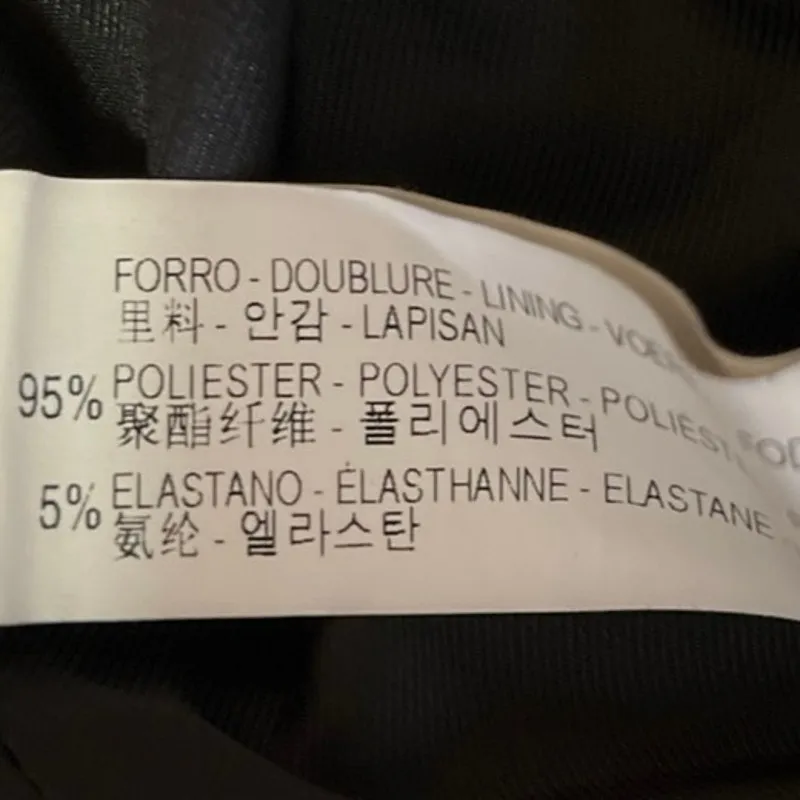 FORRO - DOUBLURE - LINING -
里料 - 안감 - LAPISAN
95% POLIESTER - POLYESTER -
聚酯纤维 - 폴리에스터
5% ELASTANO - ÉLASTHANNE - ELASTANE
氨纶 - 엘라스탄